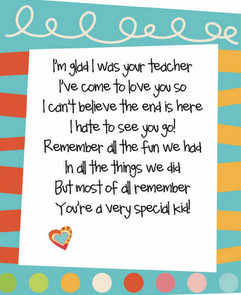 I'm glad I was your teacher
I've come to love you so
I can't believe the end is here
I hate to see you go!
Remember all the fun we had
In all the things we did
But most of all remember
You're a very special kid!